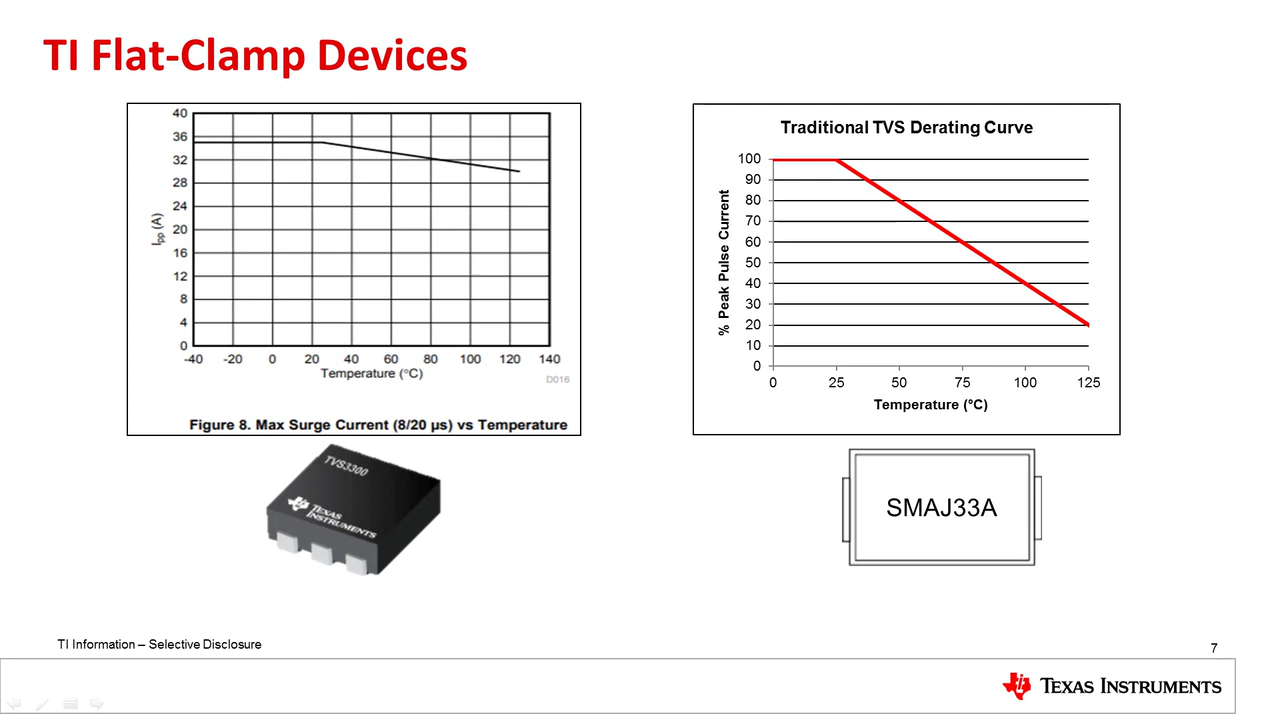 TI Flat-Clamp Devices
40
36
32
28
24
20
16
12
8
4
0
Ipp (A)
-40 -20 0 20 40 60 80 100 120 140
Temperature (°C)
D016
Figure 8. Max Surge Current (8/20 µs) vs Temperature
Traditional TVS Derating Curve
100
90
80
70
60
50
40
30
20
10
0
% Peak Pulse Current
0 25 50 75 100 125
Temperature (°C)
TVS3300
TEXAS
INSTRUMENTS
SMAJ33A
TI Information – Selective Disclosure
7
TEXAS INSTRUMENTS